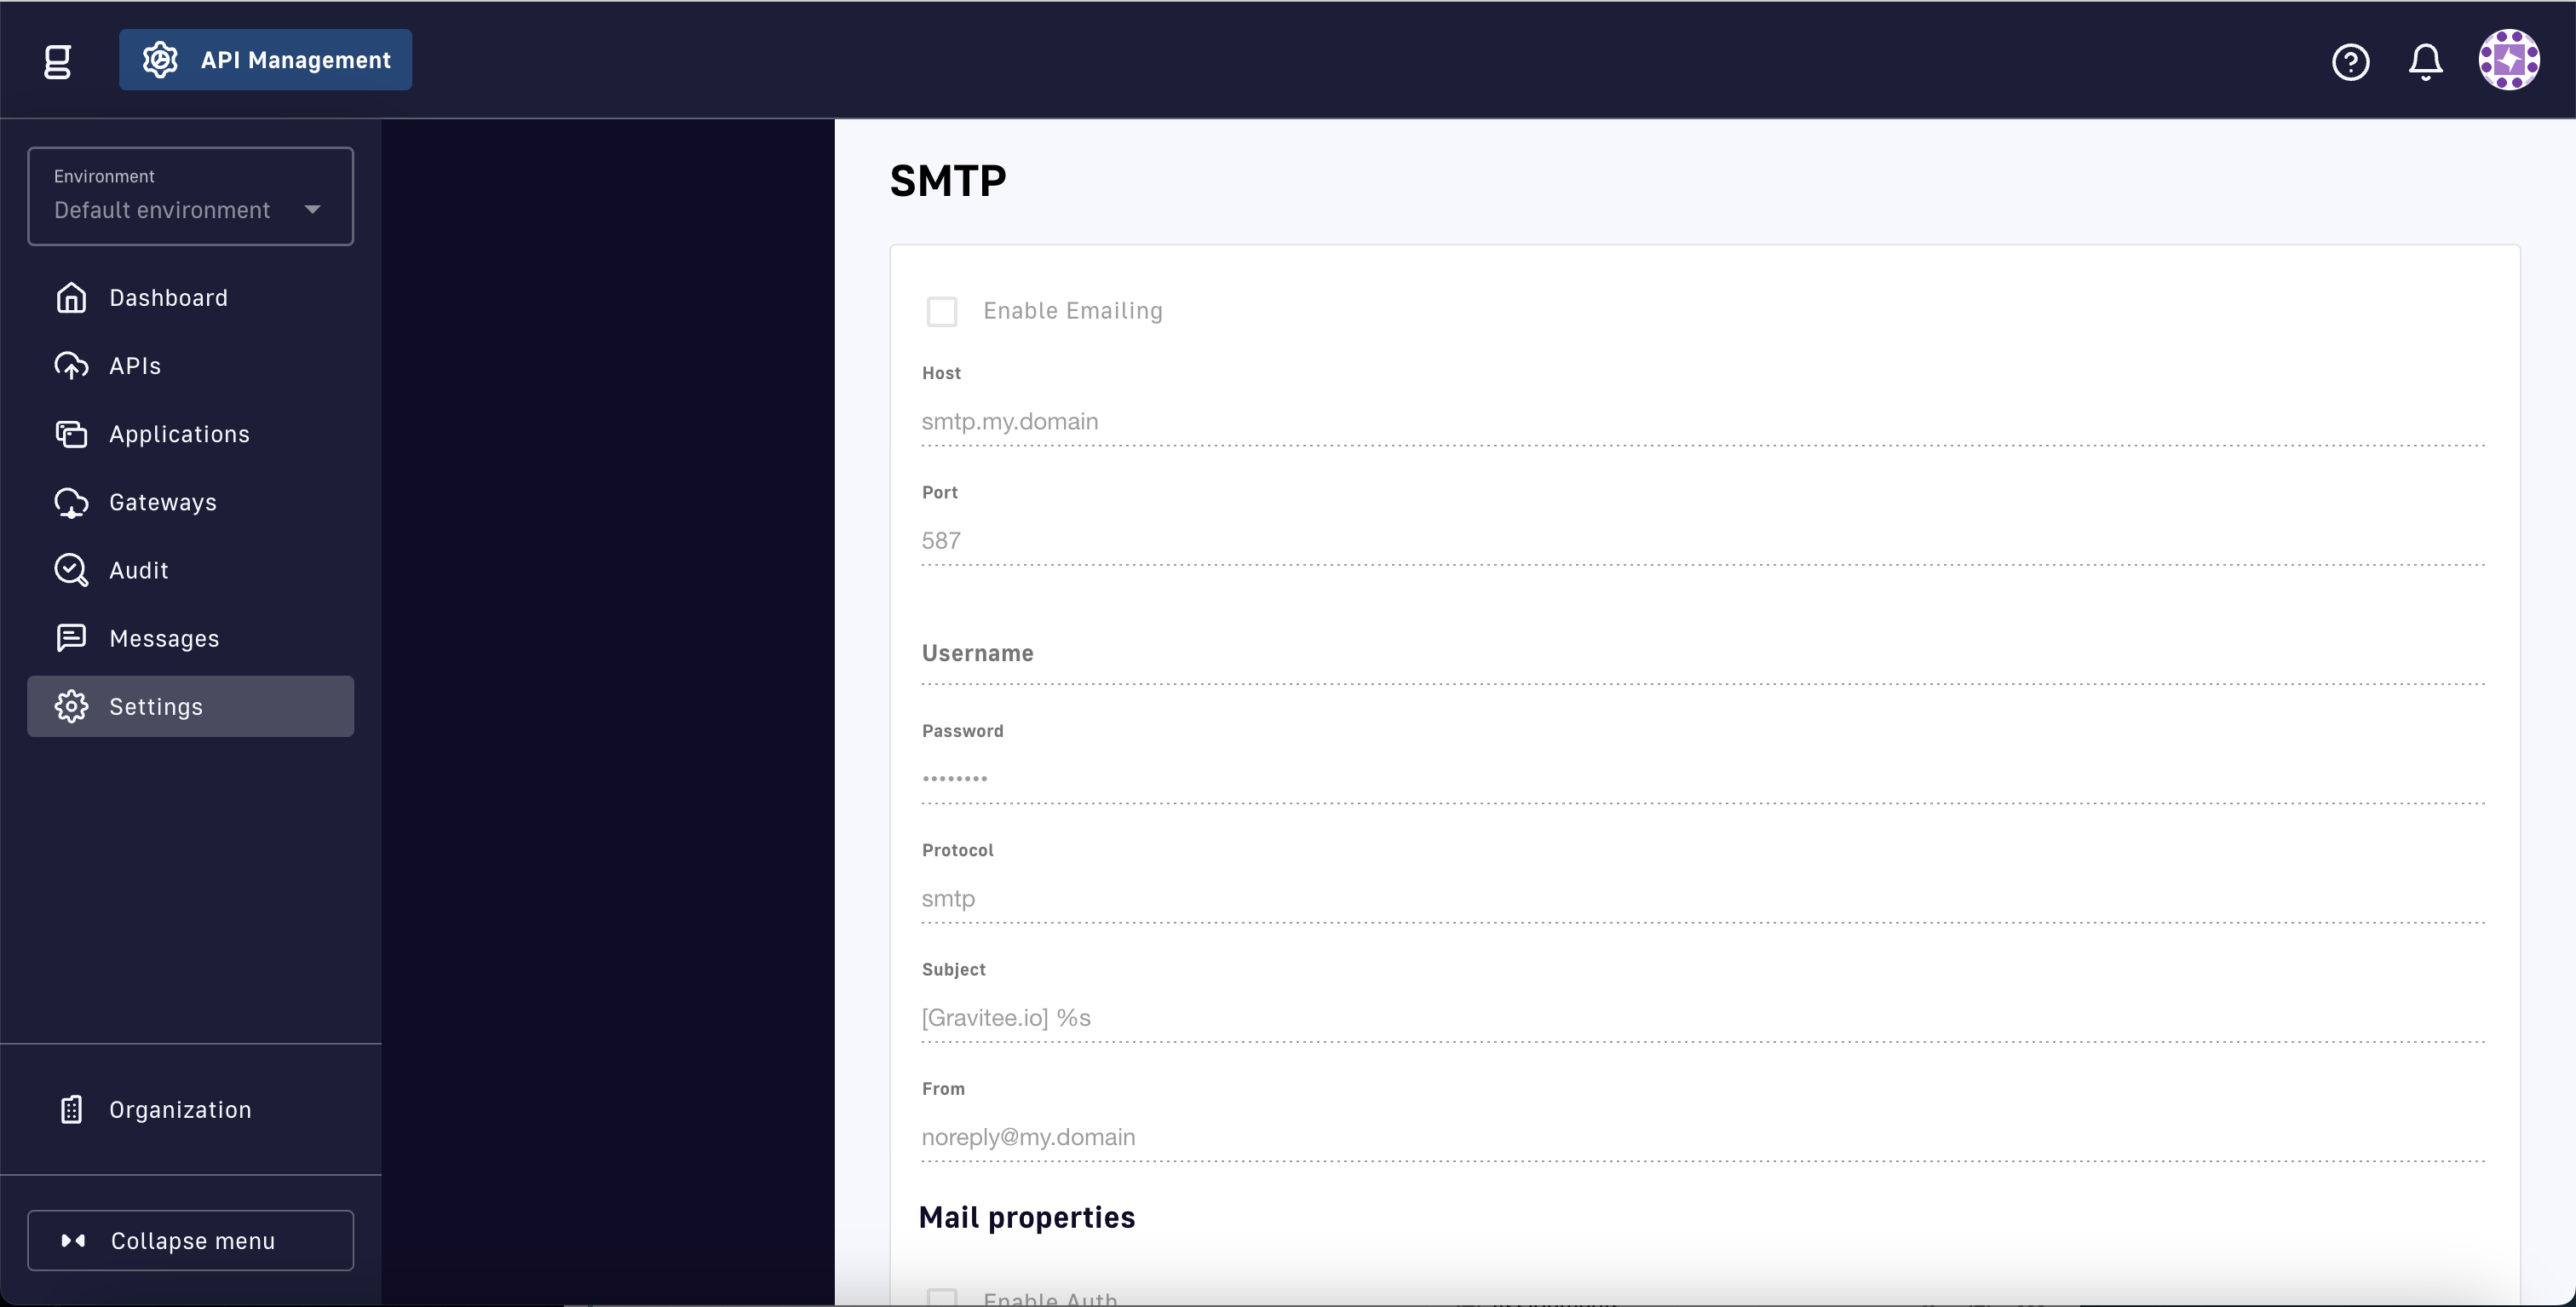 g
API Management
Environment
Default environment
Dashboard
APIs
Applications
Gateways
Audit
Messages
Settings
Organization
Collapse menu
SMTP
Enable Emailing
Host
smtp.my.domain
Port
587
Username
Password
••••••••
Protocol
smtp
Subject
[Gravitee.io] %s
From
noreply@my.domain
Mail properties
Enable Auth